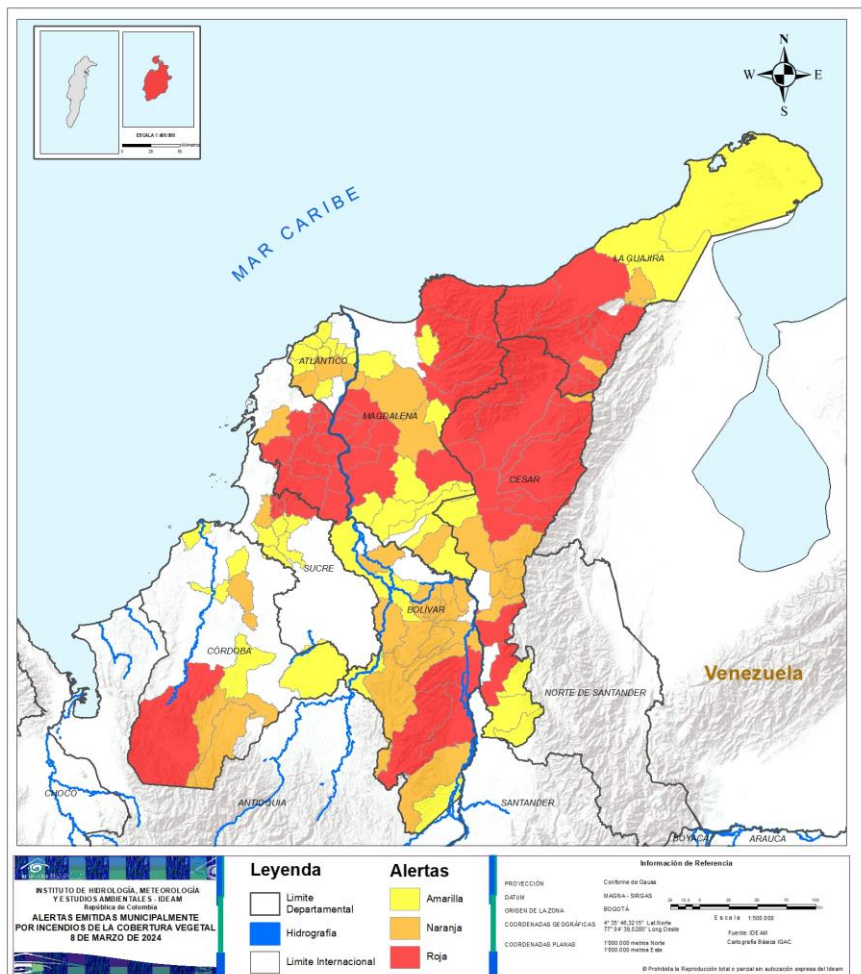 N
W E
S
ESCALA 1:400.000
MAR CARIBE
LA GUAJIRA
ATLÁNTICO
MAGDALENA
CESAR
SUCRE
BOLÍVAR
CÓRDOBA
Venezuela
NORTE DE SANTANDER
CHOCO
ANTIOQUIA
SANTANDER
BOYACA
ARAUCA
INSTITUTO DE HIDROLOGÍA, METEOROLOGÍA
Y ESTUDIOS AMBIENTALES - IDEAM
República de Colombia
ALERTAS EMITIDAS MUNICIPALMENTE
POR INCENDIOS DE LA COBERTURA VEGETAL
8 DE MARZO DE 2024
Leyenda
Limite
Departamental
Hidrografía
Limite Internacional
Alertas
Amarilla
Naranja
Roja
Información de Referencia
PROYECCIÓN Conforme de Gauss
DATUM MAGNA - SIRGAS
ORIGEN DE LA ZONA BOGOTÁ
COORDENADAS GEOGRÁFICAS 4° 35' 46,3215" Lat.Norte
77° 04' 39,0285" Long.Oeste
COORDENADAS PLANAS 1'000.000 metros Norte
1'000.000 metros Este
Escala 1:500.000
Fuente: IDEAM
Cartografía Básica IGAC
© Prohibida la Reproducción total o parcial sin autorización expresa del Ideam